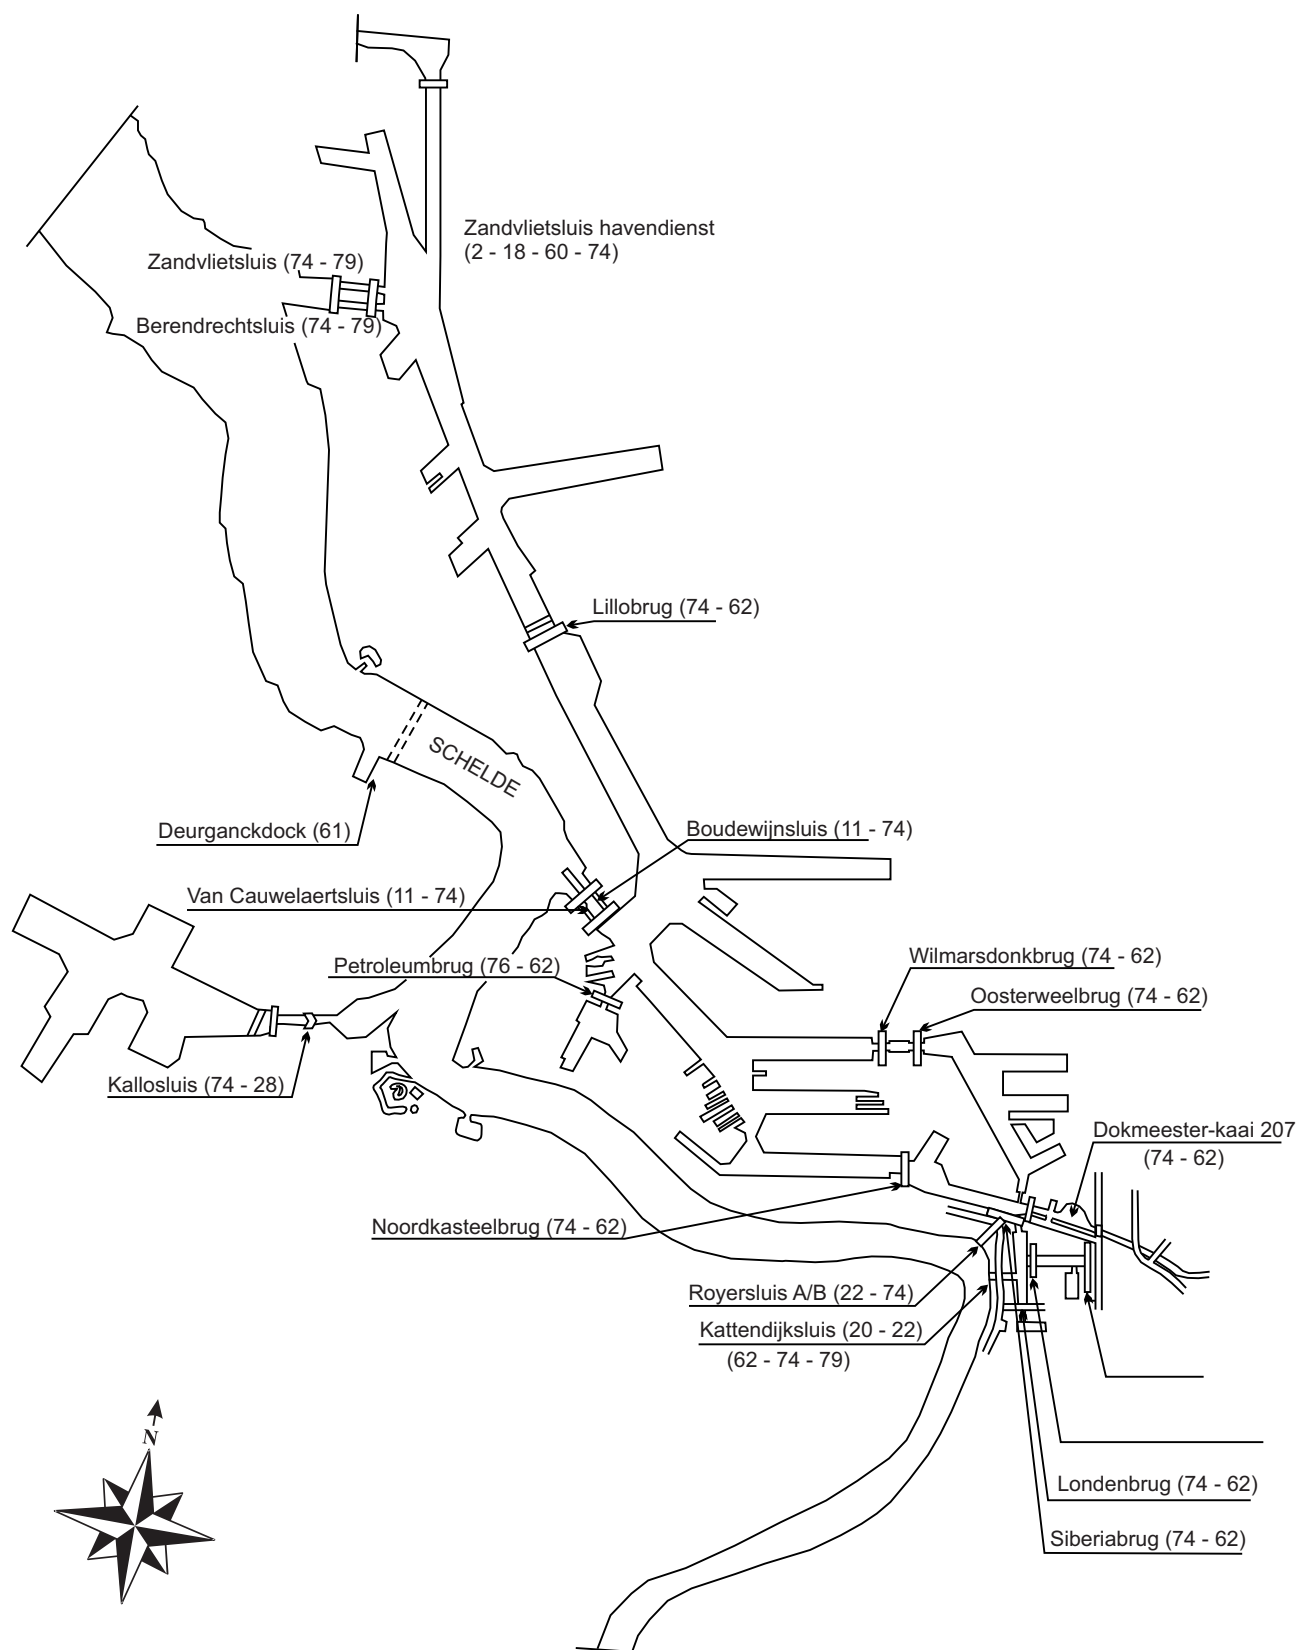 Zandvlietsluis havendienst
(2 - 18 - 60 - 74)
Zandvlietsluis (74 - 79)
Berendrechtsluis (74 - 79)
Lillobrug (74 - 62)
SCHELDE
Deurganckdock (61)
Boudewijnsluis (11 - 74)
Van Cauwelaertsluis (11 - 74)
Petroleumbrug (76 - 62)
Wilmarsdonkbrug (74 - 62)
Oosterweelbrug (74 - 62)
Kallosluis (74 - 28)
Dokmeester-kaai 207
(74 - 62)
Noordkasteelbrug (74 - 62)
Royersluis A/B (22 - 74)
Kattendijksluis (20 - 22)
(62 - 74 - 79)
N
Londenbrug (74 - 62)
Siberiabrug (74 - 62)